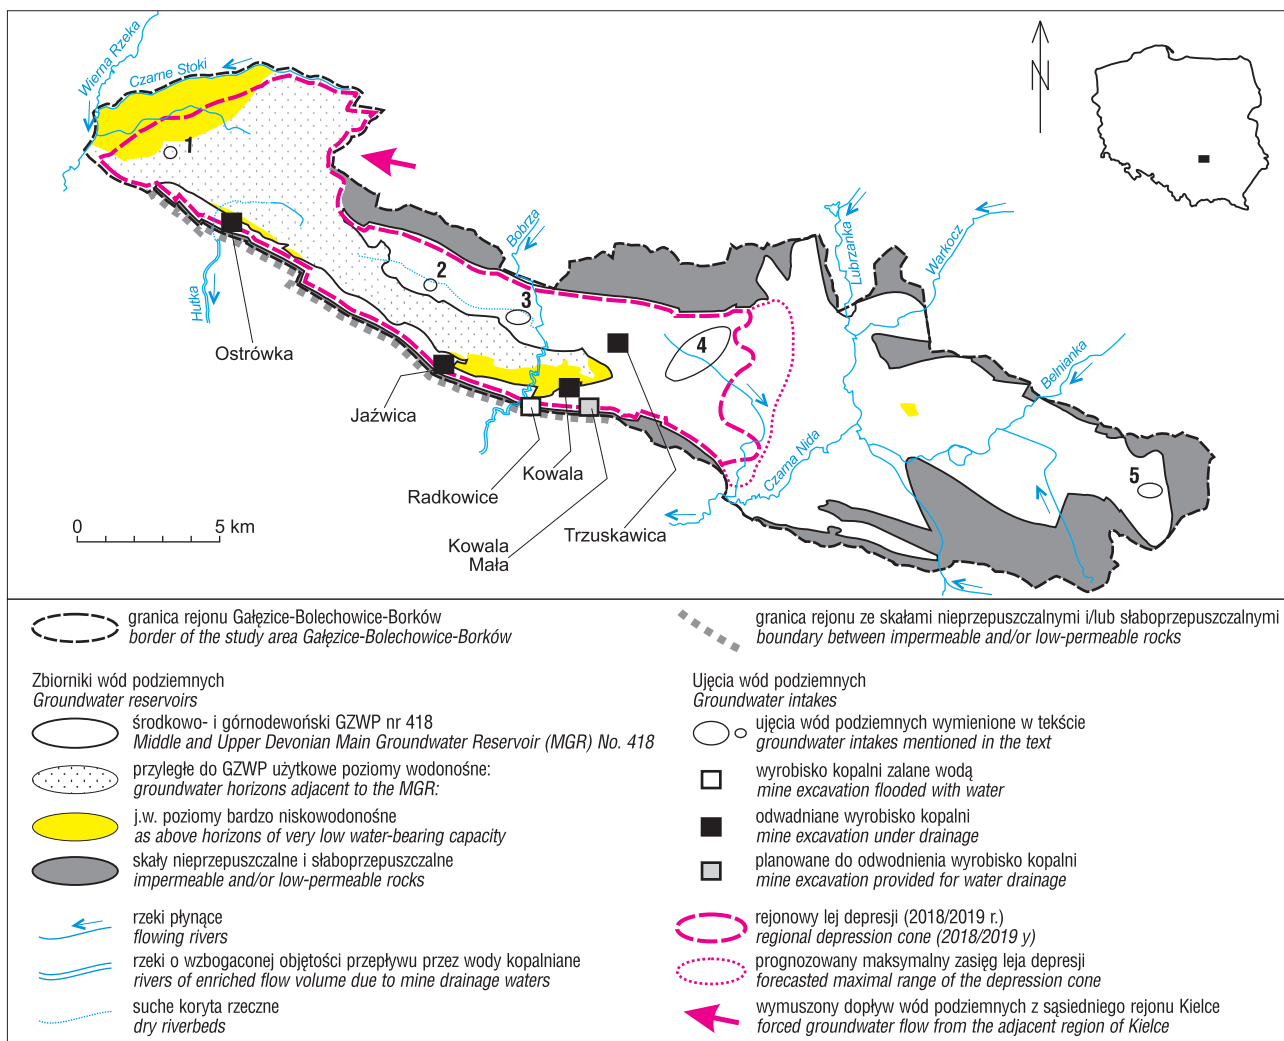 Wierna Rzeka
Czarne Stoki
N
1
Bobrza
Lubrzanka
Warkocz
2
3
Hutka
4
Ostrówka
Belnianka
Jaźwica
5
Czarna Nida
Kowala
Radkowice
Trzuskawica
0 5 km
Kowala
Mała
granica rejonu Gałęzice-Bolechowice-Borków
border of the study area Gałęzice-Bolechowice-Borków
Zbiorniki wód podziemnych
Groundwater reservoirs
środkowo- i górnodewoński GZWP nr 418
Middle and Upper Devonian Main Groundwater Reservoir (MGR) No. 418
przyległe do GZWP użytkowe poziomy wodonośne:
groundwater horizons adjacent to the MGR:
j.w. poziomy bardzo niskowodonośne
as above horizons of very low water-bearing capacity
skały nieprzepuszczalne i słaboprzepuszczalne
impermeable and/or low-permeable rocks
rzeki płynące
flowing rivers
rzeki o wzbogaconej objętości przepływu przez wody kopalniane
rivers of enriched flow volume due to mine drainage waters
suche koryta rzeczne
dry riverbeds
granica rejonu ze skałami nieprzepuszczalnymi i/lub słaboprzepuszczalnymi
boundary between impermeable and/or low-permeable rocks
Ujęcia wód podziemnych
Groundwater intakes
ujęcia wód podziemnych wymienione w tekście
groundwater intakes mentioned in the text
wyrobisko kopalni zalane wodą
mine excavation flooded with water
odwadniane wyrobisko kopalni
mine excavation under drainage
planowane do odwodnienia wyrobisko kopalni
mine excavation provided for water drainage
rejonowy lej depresji (2018/2019 r.)
regional depression cone (2018/2019 y)
prognozowany maksymalny zasięg leja depresji
forecasted maximal range of the depression cone
wymuszony dopływ wód podziemnych z sąsiedniego rejonu Kielce
forced groundwater flow from the adjacent region of Kielce